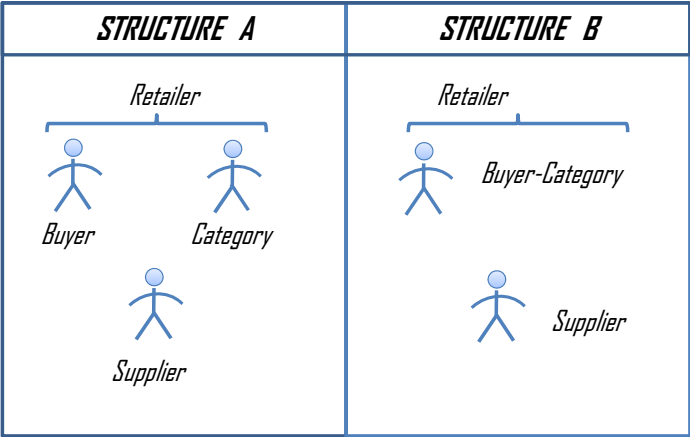 STRUCTURE A
STRUCTURE B
Retailer
Buyer
Category
Supplier
Retailer
Buyer-Category
Supplier